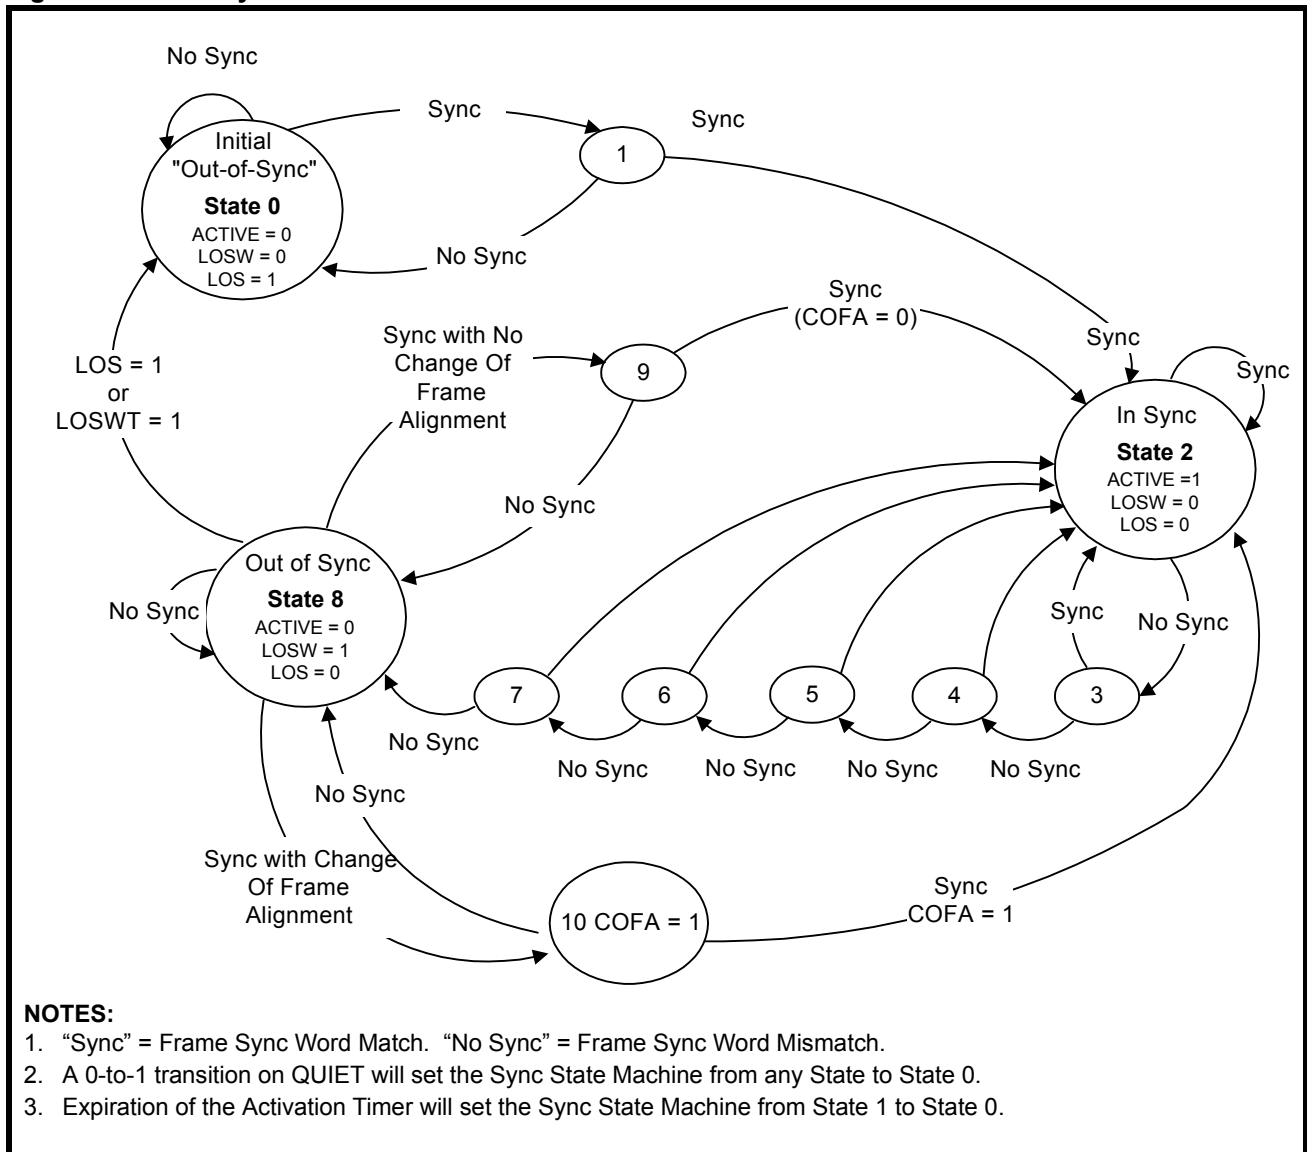 No Sync
Sync
Sync
Initial
"Out-of-Sync"
State 0
ACTIVE = 0
LOSW = 0
LOS = 1
1
No Sync
Sync
(COFA = 0)
Sync with No
Change Of
Frame
Alignment
9
LOS = 1
or
LOSWT = 1
Sync
Sync
In Sync
State 2
ACTIVE =1
LOSW = 0
LOS = 0
No Sync
Out of Sync
State 8
ACTIVE = 0
LOSW = 1
LOS = 0
No Sync
Sync
No Sync
7
6
5
4
3
No Sync
No Sync
No Sync
No Sync
No Sync
No Sync
Sync with Change
Of Frame
Alignment
10 COFA = 1
Sync
COFA = 1
NOTES:
1. “Sync” = Frame Sync Word Match. “No Sync” = Frame Sync Word Mismatch.
2. A 0-to-1 transition on QUIET will set the Sync State Machine from any State to State 0.
3. Expiration of the Activation Timer will set the Sync State Machine from State 1 to State 0.